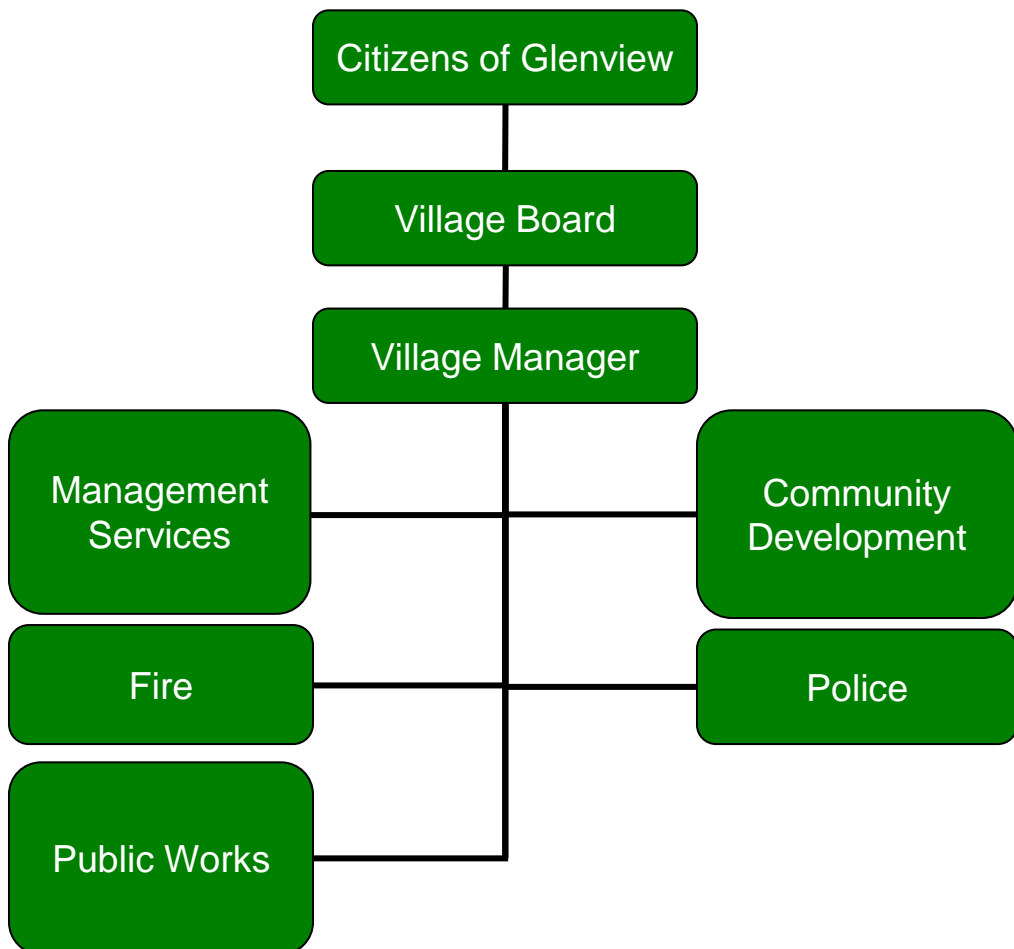 Citizens of Glenview
Village Board
Village Manager
Management
Services
Community
Development
Fire
Police
Public Works